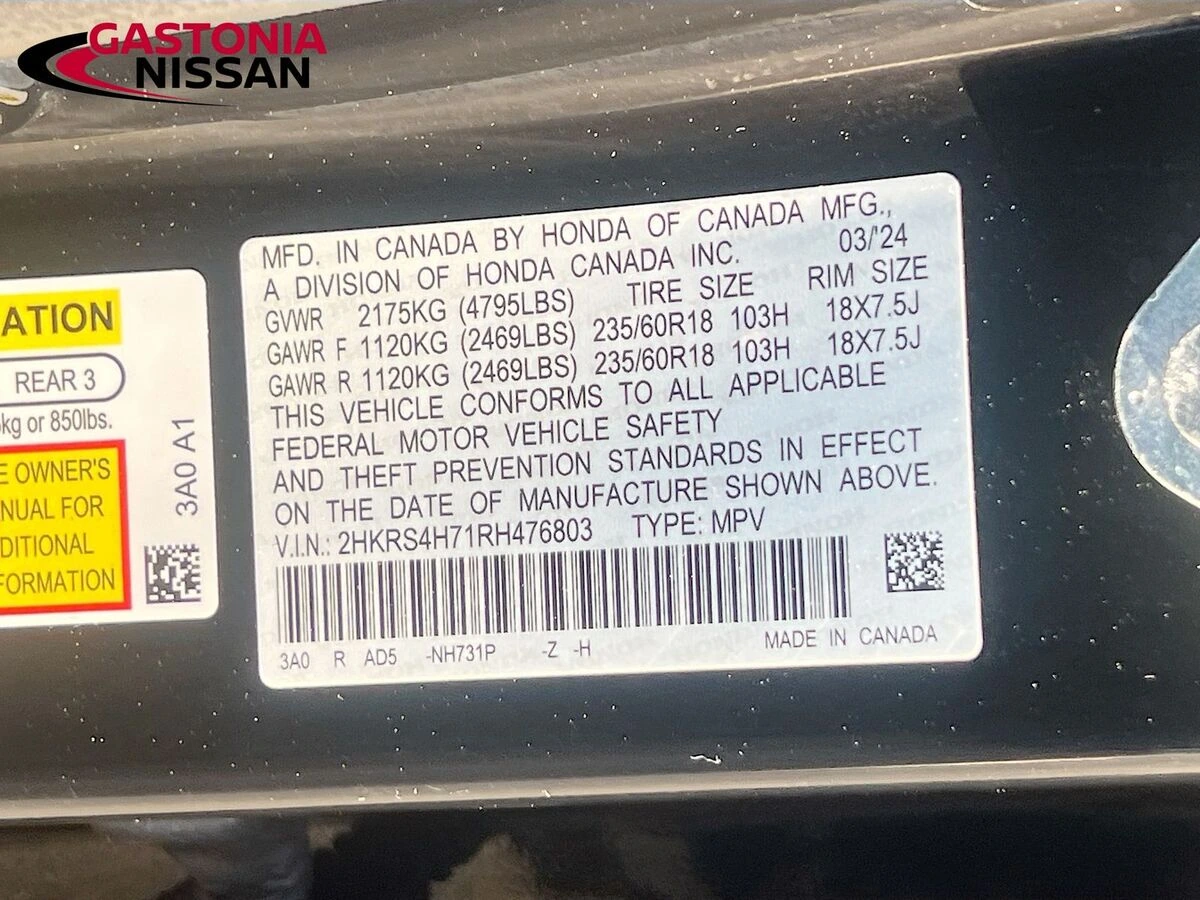 GASTONIA
NISSAN
MFD. IN CANADA BY HONDA OF CANADA MFG.,
A DIVISION OF HONDA CANADA INC. 03/'24
GVWR 2175KG (4795LBS) TIRE SIZE RIM SIZE
GAWR F 1120KG (2469LBS) 235/60R18 103H 18X7.5J
GAWR R 1120KG (2469LBS) 235/60R18 103H 18X7.5J
THIS VEHICLE CONFORMS TO ALL APPLICABLE
FEDERAL MOTOR VEHICLE SAFETY
AND THEFT PREVENTION STANDARDS IN EFFECT
ON THE DATE OF MANUFACTURE SHOWN ABOVE.
V.I.N.: 2HKRS4H71RH476803 TYPE: MPV
3A0 R AD5 -NH731P -Z -H MADE IN CANADA
ATION
REAR 3
kg or 850lbs.
E OWNER'S
NUAL FOR
DITIONAL
FORMATION
3A0 A1